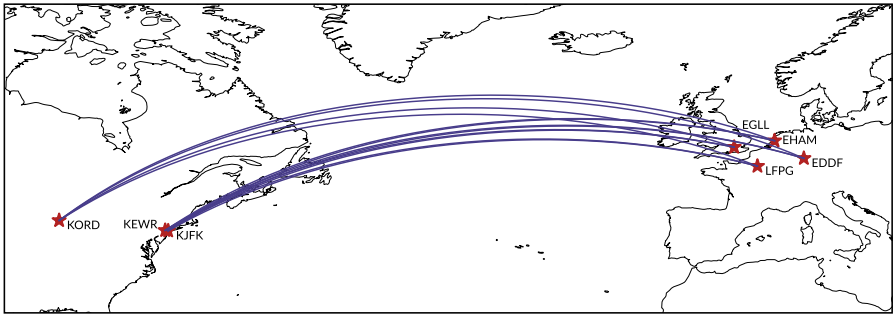 EGLL
EHAM
EDDF
LFPG
KORD
KEWR
KJFK